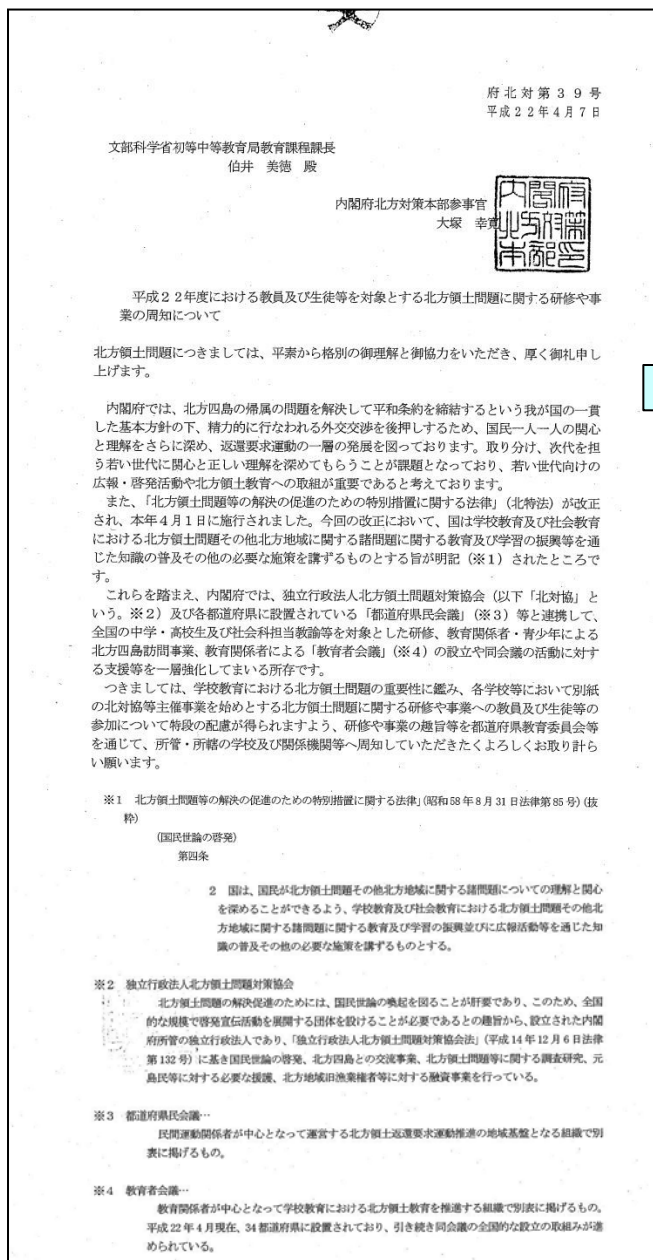 府北対第39号
平成22年4月7日
文部科学省初等中等教育局教育課程課長
伯井 美徳 殿
内閣府北方対策本部参事官
大塚 幸寛
内閣府北方対策本部印
平成22年度における教員及び生徒等を対象とする北方領土問題に関する研修や事
業の周知について
北方領土問題につきましては、平素から格別の御理解と御協力をいただき、厚く御礼申し
上げます。
内閣府では、北方四島の帰属の問題を解決して平和条約を締結するという我が国の一貫
した基本方針の下、精力的に行なわれる外交交渉を後押しするため、国民一人一人の関心
と理解をさらに深め、返還要求運動の一層の発展を図っております。取り分け、次代を担
う若い世代に関心と正しい理解を深めてもらうことが課題となっており、若い世代向けの
広報・啓発活動や北方領土教育への取組が重要であると考えております。
また、「北方領土問題等の解決の促進のための特別措置に関する法律」（北特法）が改正
され、本年4月1日に施行されました。今回の改正において、国は学校教育及び社会教育
における北方領土問題その他北方地域に関する諸問題に関する教育及び学習の振興等を通
じた知識の普及その他の必要な施策を講ずるものとする旨が明記（※1）されたところで
す。
これらを踏まえ、内閣府では、独立行政法人北方領土問題対策協会（以下「北対協」と
いう。※2）及び各都道府県に設置されている「都道府県民会議」（※3）等と連携して、
全国の中学・高校生及び社会科担当教諭等を対象とした研修、教育関係者・青少年による
北方四島訪問事業、教育関係者による「教育者会議」（※4）の設立や同会議の活動に対す
る支援等を一層強化してまいる所存です。
つきましては、学校教育における北方領土問題の重要性に鑑み、各学校等において別紙
の北対協等主催事業を始めとする北方領土問題に関する研修や事業への教員及び生徒等の
参加について特段の配慮が得られますよう、研修や事業の趣旨等を都道府県教育委員会等
を通じて、所管・所轄の学校及び関係機関等へ周知していただきたくよろしくお取り計ら
い願います。
※1 北方領土問題等の解決の促進のための特別措置に関する法律」（昭和58年8月31日法律第85号）（抜
粋）
（国民世論の啓発）
第四条
2 国は、国民が北方領土問題その他北方地域に関する諸問題についての理解と関心
を深めることができるよう、学校教育及び社会教育における北方領土問題その他北
方地域に関する諸問題に関する教育及び学習の振興並びに広報活動等を通じた知
識の普及その他の必要な施策を講ずるものとする。
※2 独立行政法人北方領土問題対策協会
北方領土問題の解決促進のためには、国民世論の喚起を図ることが肝要であり、このため、全国
的な規模で啓発宣伝活動を展開する団体を設けることが必要であるとの趣旨から、設立された内閣
府所管の独立行政法人であり、「独立行政法人北方領土問題対策協会法」（平成14年12月6日法律
第132号）に基き国民世論の啓発、北方四島との交流事業、北方領土問題等に関する調査研究、元
島民等に対する必要な援護、北方地域旧漁業権者等に対する融資事業を行っている。
※3 都道府県民会議…
民間運動関係者が中心となって運営する北方領土返還要求運動推進の地域基盤となる組織で別
表に掲げるもの。
※4 教育者会議…
教育関係者が中心となって学校教育における北方領土教育を推進する組織で別表に掲げるもの。
平成22年4月現在、34都道府県に設置されており、引き続き同会議の全国的な設立の取組みが進
められている。